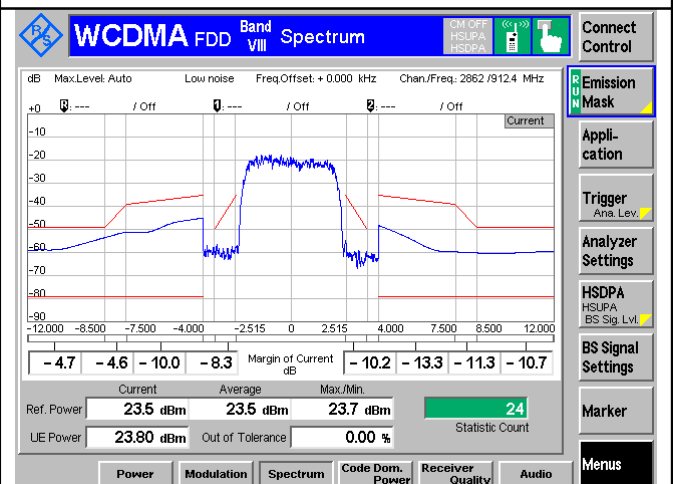 WCDMA FDD Band VIII Spectrum
CM OFF
HSUPA
HSDPA
Connect Control
dB Max.Level: Auto Low noise Freq.Offset: + 0.000 kHz Chan./Freq.: 2862 /912.4 MHz
+0 R: --- / Off 1: --- / Off 2: --- / Off
Current
-10
-20
-30
-40
-50
-60
-70
-80
-90
-12.000 -8.500 -7.500 -4.000 -2.515 0 2.515 4.000 7.500 8.500 12.000
- 4.7 - 4.6 - 10.0 - 8.3 Margin of Current dB - 10.2 - 13.3 - 11.3 - 10.7
Current Average Max./Min.
Ref. Power 23.5 dBm 23.5 dBm 23.7 dBm 24
Statistic Count
UE Power 23.80 dBm Out of Tolerance 0.00 %
RUN
Emission Mask
Appli-
cation
Trigger
Ana. Lev.
Analyzer Settings
HSDPA
HSUPA
BS Sig. Lvl.
BS Signal Settings
Marker
Menus
Power Modulation Spectrum Code Dom. Power Receiver Quality Audio